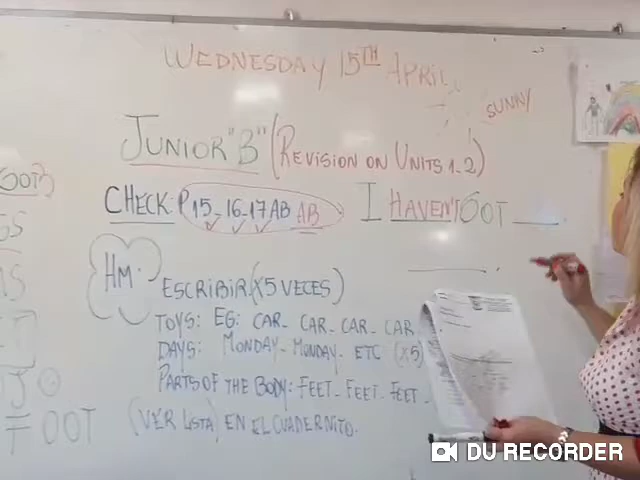 WEDNESDAY 15TH APRIL
SUNNY
JUNIOR "B" (REVISION ON UNITS 1-2)
CHECK P 15-16-17 AB AB
I HAVEN'T GOT
HM.
ESCRIBIR (X5 VECES)
TOYS: EG: CAR- CAR- CAR- CAR
DAYS: MONDAY- MONDAY- ETC (X5)
PARTS OF THE BODY: FEET- FEET- FEET-
(VER LISTA) EN EL CUADERNITO.
FOOT
DU RECORDER